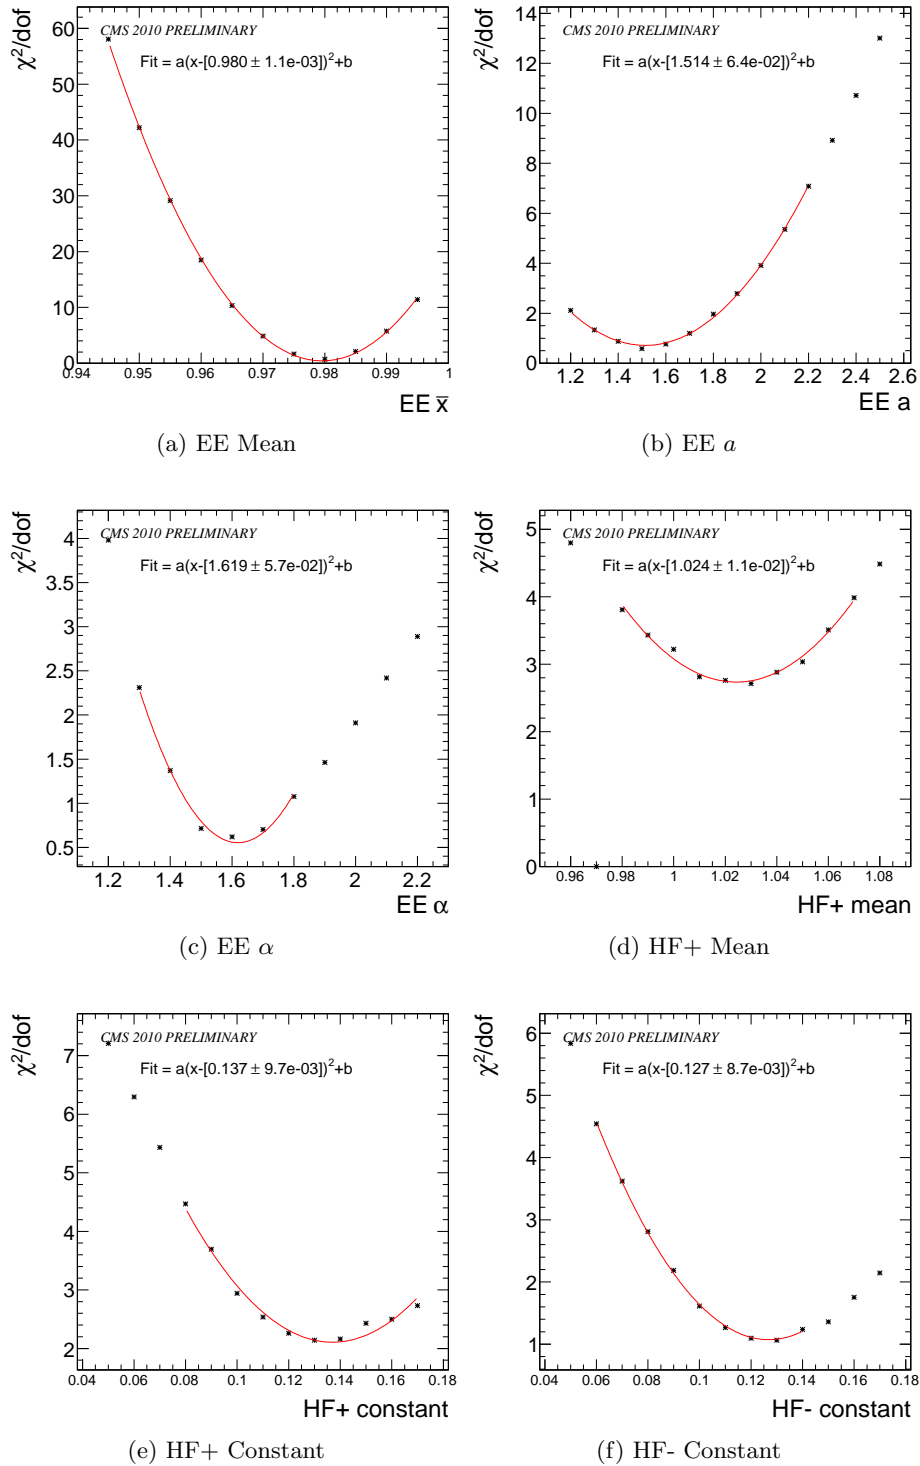 χ²/dof
60
50
40
30
20
10
0
CMS 2010 PRELIMINARY
Fit = a(x-[0.980 ± 1.1e-03])²+b
0.94 0.95 0.96 0.97 0.98 0.99 1
EE x̅
(a) EE Mean
χ²/dof
14
12
10
8
6
4
2
0
CMS 2010 PRELIMINARY
Fit = a(x-[1.514 ± 6.4e-02])²+b
1.2 1.4 1.6 1.8 2 2.2 2.4 2.6
EE a
(b) EE a
χ²/dof
4
3.5
3
2.5
2
1.5
1
0.5
CMS 2010 PRELIMINARY
Fit = a(x-[1.619 ± 5.7e-02])²+b
1.2 1.4 1.6 1.8 2 2.2
EE α
(c) EE α
χ²/dof
5
4
3
2
1
0
CMS 2010 PRELIMINARY
Fit = a(x-[1.024 ± 1.1e-02])²+b
0.96 0.98 1 1.02 1.04 1.06 1.08
HF+ mean
(d) HF+ Mean
χ²/dof
7
6
5
4
3
2
CMS 2010 PRELIMINARY
Fit = a(x-[0.137 ± 9.7e-03])²+b
0.04 0.06 0.08 0.1 0.12 0.14 0.16 0.18
HF+ constant
(e) HF+ Constant
χ²/dof
6
5
4
3
2
1
CMS 2010 PRELIMINARY
Fit = a(x-[0.127 ± 8.7e-03])²+b
0.04 0.06 0.08 0.1 0.12 0.14 0.16 0.18
HF- constant
(f) HF- Constant